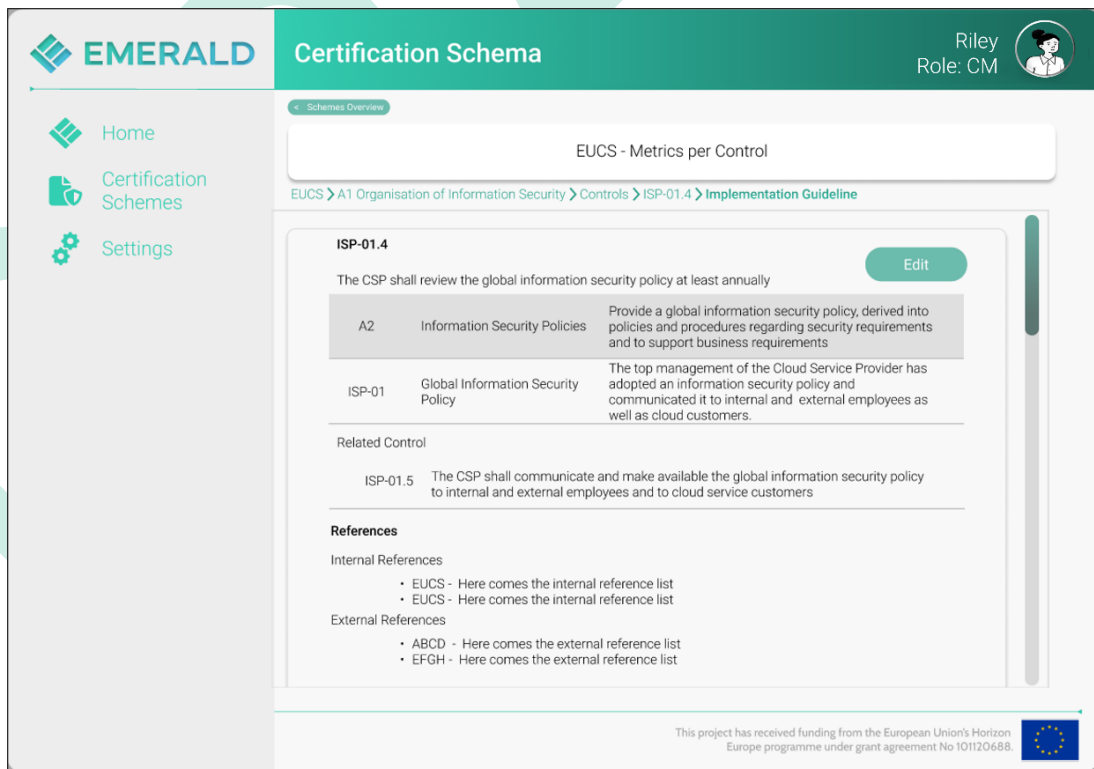 EMERALD
Certification Schema
Riley
Role: CM
Home
Certification
Schemes
Settings
< Schemes Overview
EUCS - Metrics per Control
EUCS ❯ A1 Organisation of Information Security ❯ Controls ❯ ISP-01.4 ❯ Implementation Guideline
ISP-01.4
Edit
The CSP shall review the global information security policy at least annually
A2
Information Security Policies
Provide a global information security policy, derived into
policies and procedures regarding security requirements
and to support business requirements
ISP-01
Global Information Security
Policy
The top management of the Cloud Service Provider has
adopted an information security policy and
communicated it to internal and external employees as
well as cloud customers.
Related Control
ISP-01.5
The CSP shall communicate and make available the global information security policy
to internal and external employees and to cloud service customers
References
Internal References
• EUCS - Here comes the internal reference list
• EUCS - Here comes the internal reference list
External References
• ABCD - Here comes the external reference list
• EFGH - Here comes the external reference list
This project has received funding from the European Union's Horizon
Europe programme under grant agreement No 101120688.